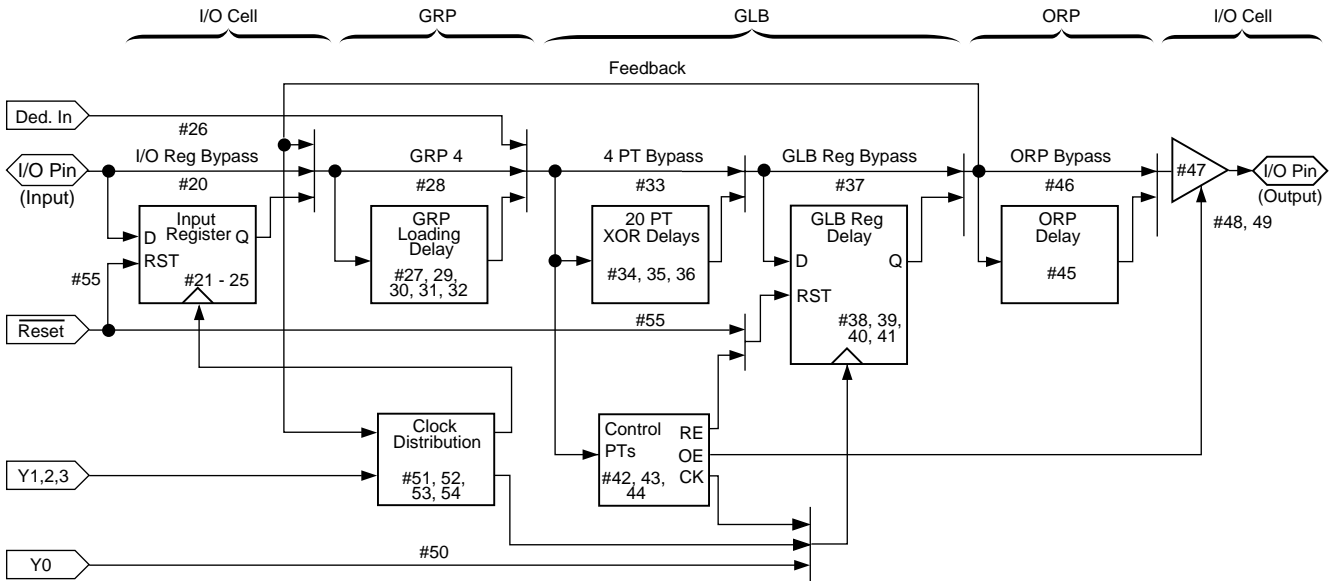 I/O Cell
GRP
GLB
ORP
I/O Cell
Feedback
Ded. In
#26
I/O Pin
(Input)
I/O Reg Bypass
#20
GRP 4
#28
4 PT Bypass
#33
GLB Reg Bypass
#37
ORP Bypass
#46
#47
I/O Pin
(Output)
#48, 49
Input
Register
D
Q
RST
#21 - 25
#55
GRP
Loading
Delay
#27, 29,
30, 31, 32
20 PT
XOR Delays
#34, 35, 36
GLB Reg
Delay
D
Q
RST
#38, 39,
40, 41
ORP
Delay
#45
Reset
#55
Clock
Distribution
#51, 52,
53, 54
Control
PTs
RE
OE
CK
#42, 43,
44
Y1,2,3
Y0
#50